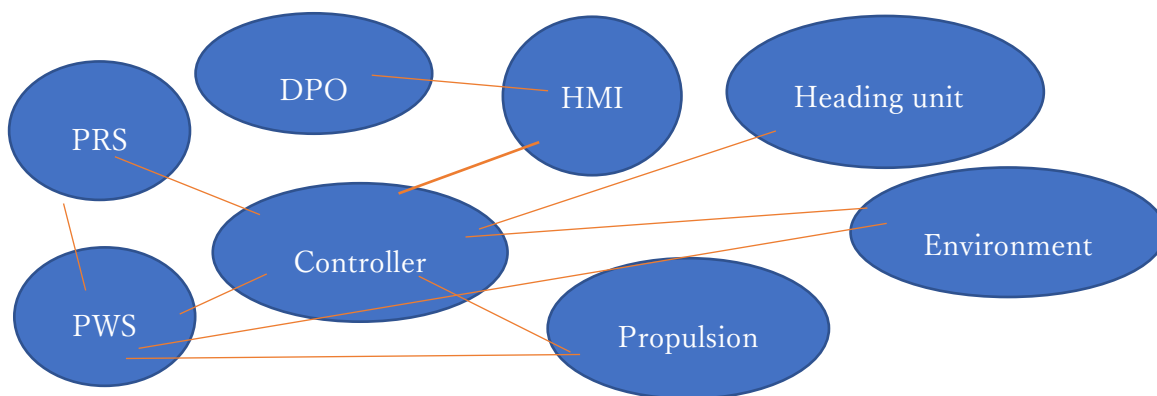 DPO
HMI
Heading unit
PRS
Controller
Environment
PWS
Propulsion